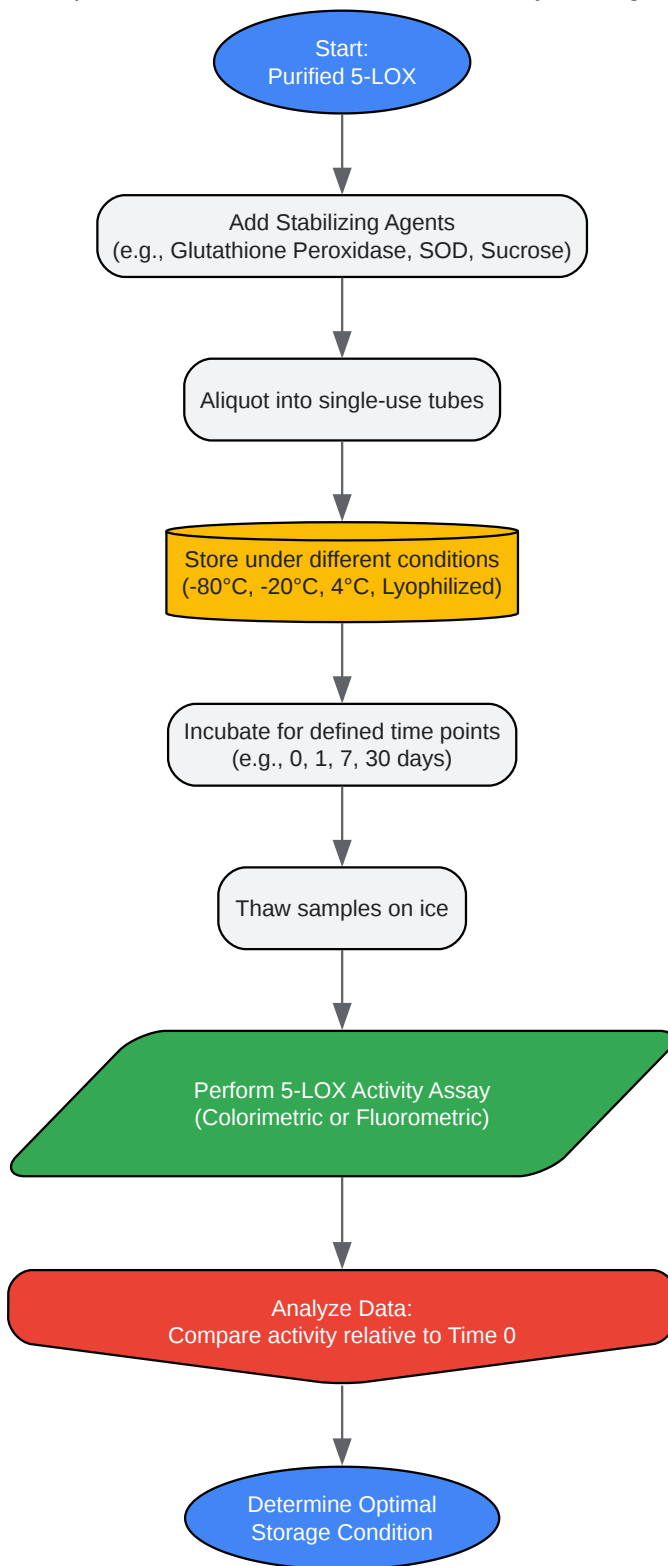 Start:
Purified 5-LOX
Add Stabilizing Agents
(e.g., Glutathione Peroxidase, SOD, Sucrose)
Aliquot into single-use tubes
Store under different conditions
(-80°C, -20°C, 4°C, Lyophilized)
Incubate for defined time points
(e.g., 0, 1, 7, 30 days)
Thaw samples on ice
Perform 5-LOX Activity Assay
(Colorimetric or Fluorometric)
Analyze Data:
Compare activity relative to Time 0
Determine Optimal
Storage Condition